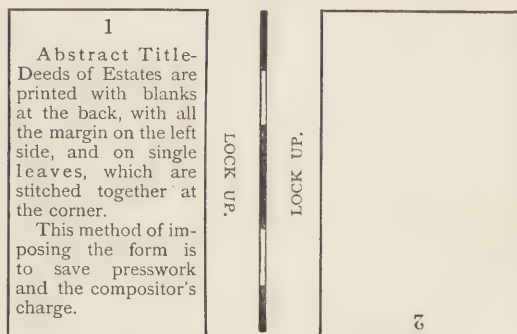 1
Abstract Title-
Deeds of Estates are
printed with blanks
at the back, with all
the margin on the left
side, and on single
leaves, which are
stitched together at
the corner.
This method of im-
posing the form is
to save presswork
and the compositor's
charge.
LOCK UP.
LOCK UP.
2